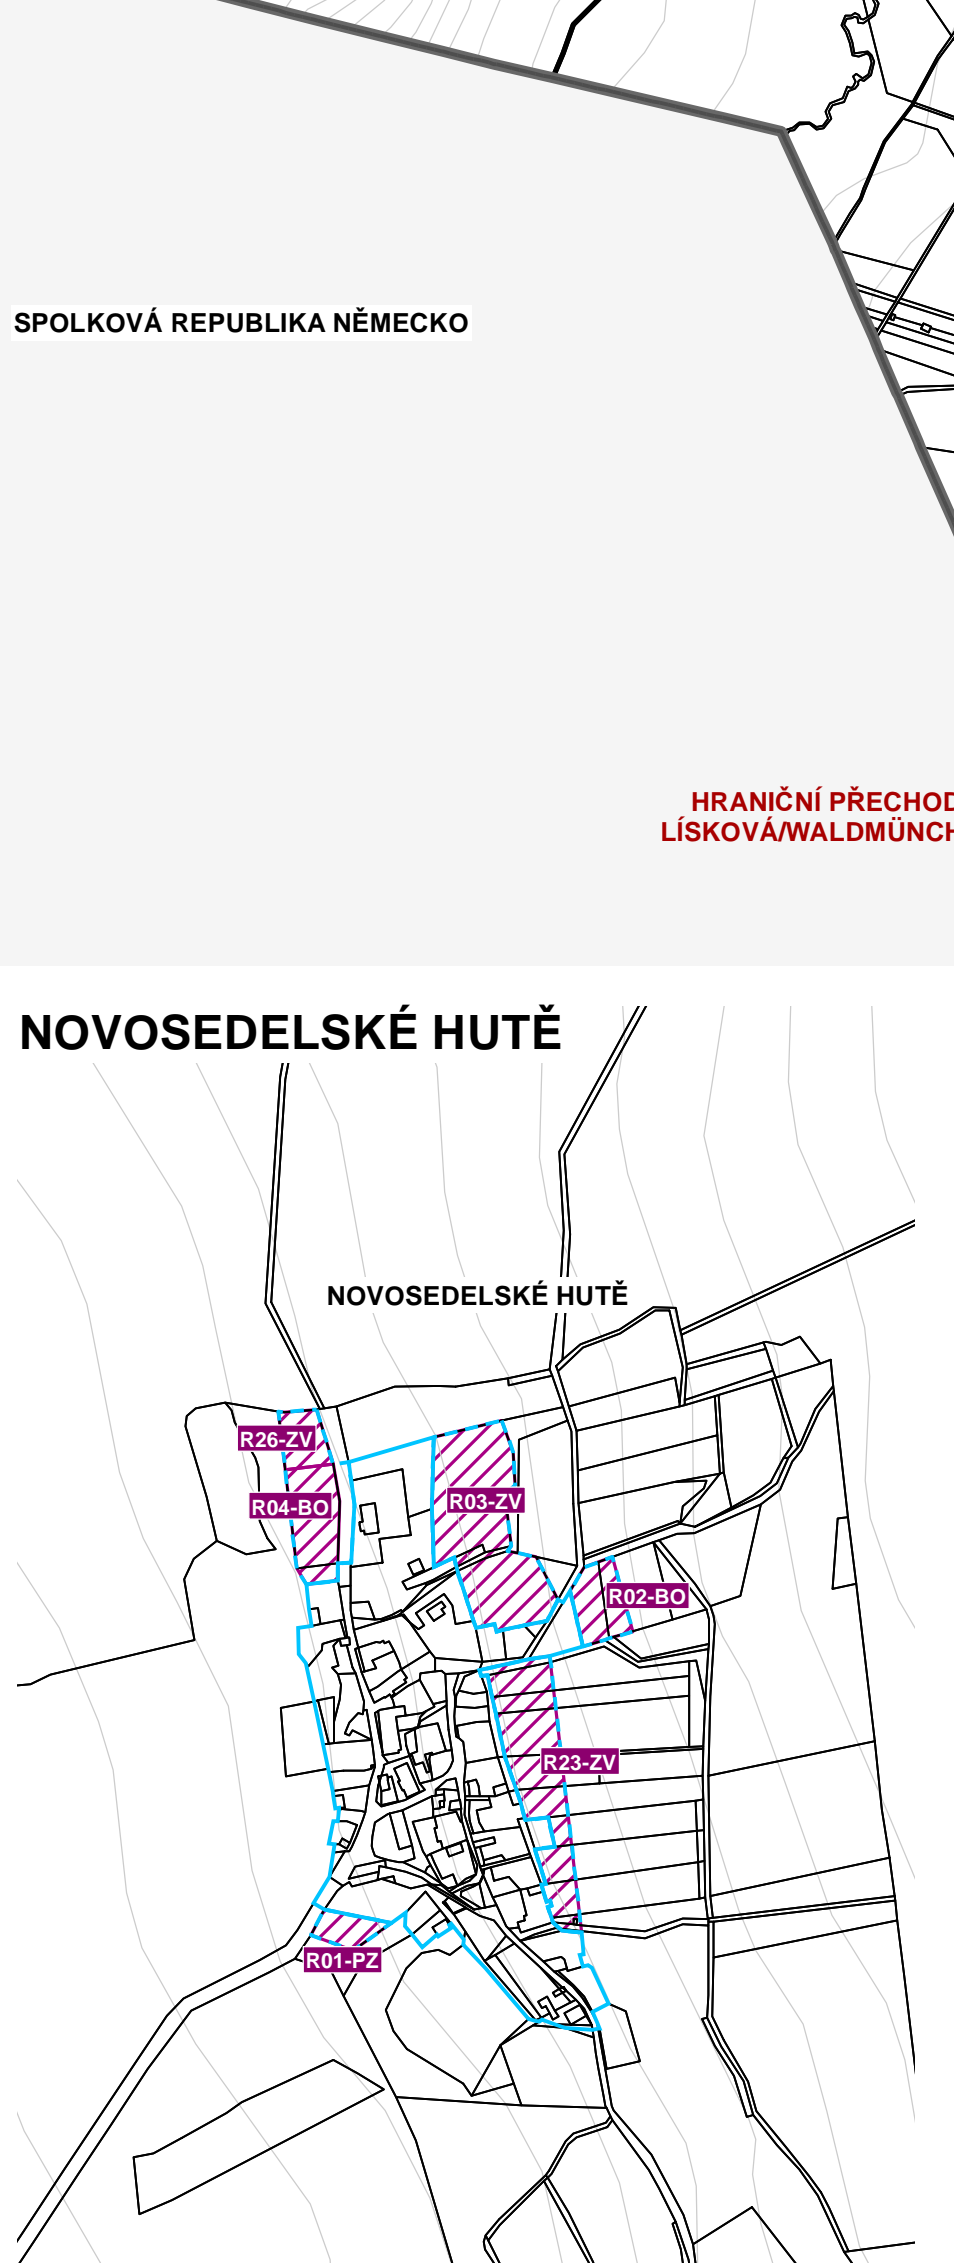 SPOLKOVÁ REPUBLIKA NĚMECKO
HRANIČNÍ PŘECHOD
LÍSKOVÁ/WALDMÜNCH
NOVOSEDELSKÉ HUTĚ
NOVOSEDELSKÉ HUTĚ
R26-ZV
R04-BO
R03-ZV
R02-BO
R23-ZV
R01-PZ